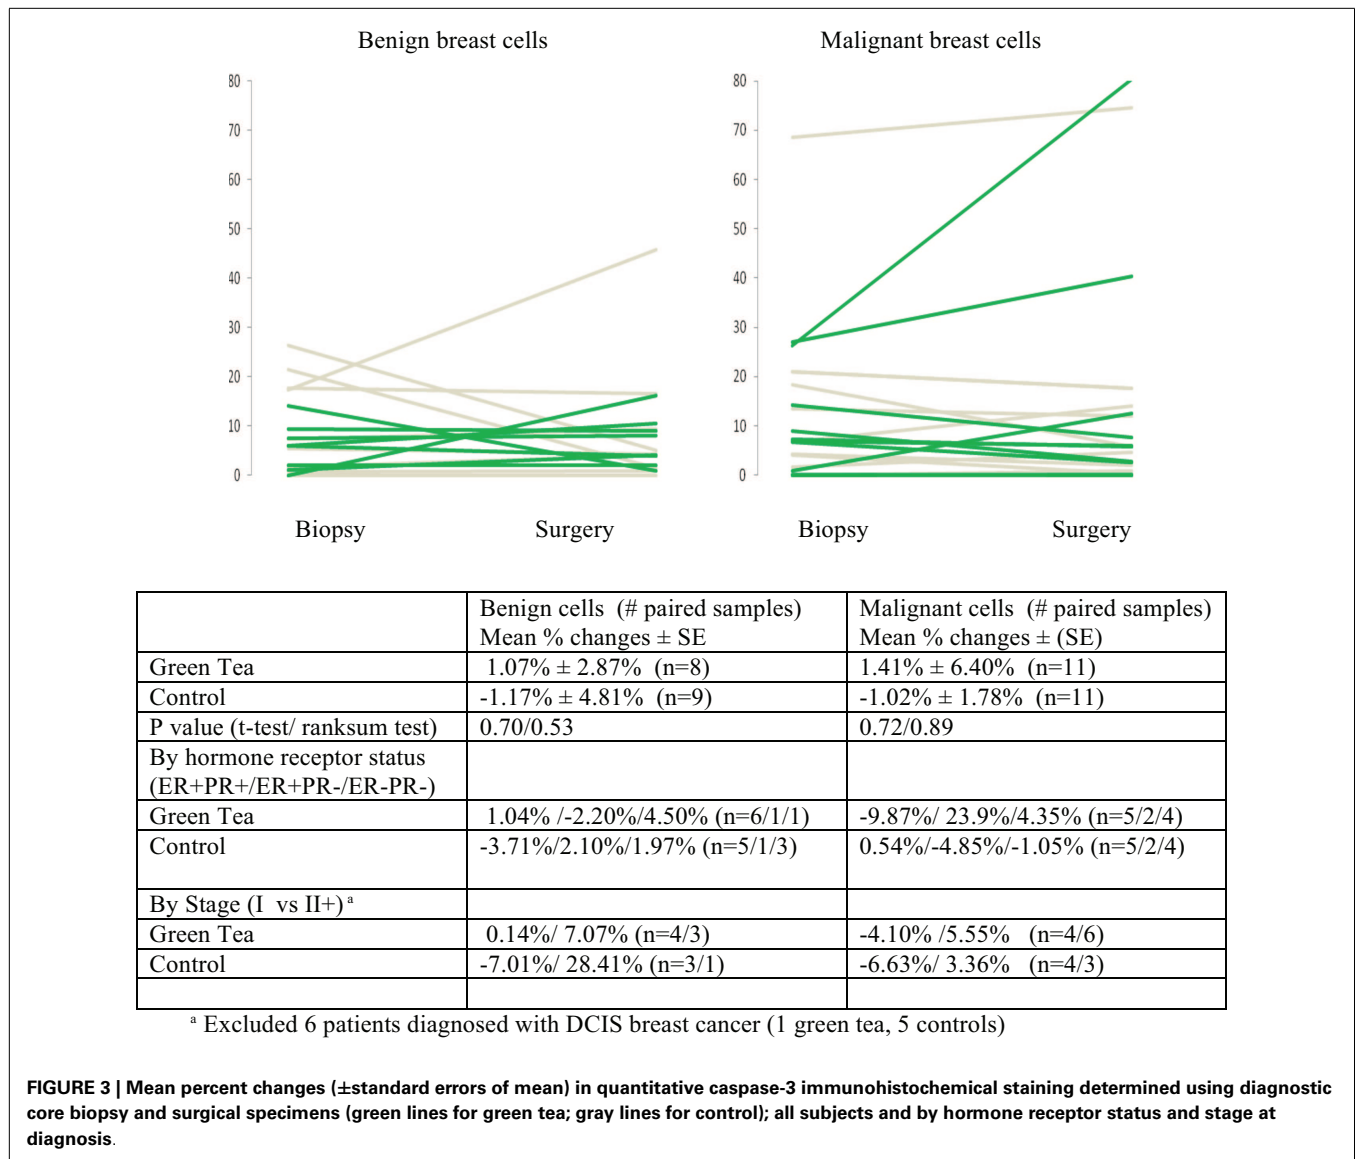 Benign breast cells
Malignant breast cells
80
70
60
50
40
30
20
10
0
80
70
60
50
40
30
20
10
0
Biopsy Surgery
Biopsy Surgery
Benign cells (# paired samples)
Mean % changes ± SE
Malignant cells (# paired samples)
Mean % changes ± (SE)
Green Tea 1.07% ± 2.87% (n=8) 1.41% ± 6.40% (n=11)
Control -1.17% ± 4.81% (n=9) -1.02% ± 1.78% (n=11)
P value (t-test/ ranksum test) 0.70/0.53 0.72/0.89
By hormone receptor status
(ER+PR+/ER+PR-/ER-PR-)
Green Tea 1.04% /-2.20%/4.50% (n=6/1/1) -9.87%/ 23.9%/4.35% (n=5/2/4)
Control -3.71%/2.10%/1.97% (n=5/1/3) 0.54%/-4.85%/-1.05% (n=5/2/4)
By Stage (I vs II+) a
Green Tea 0.14%/ 7.07% (n=4/3) -4.10% /5.55% (n=4/6)
Control -7.01%/ 28.41% (n=3/1) -6.63%/ 3.36% (n=4/3)
a Excluded 6 patients diagnosed with DCIS breast cancer (1 green tea, 5 controls)
FIGURE 3 | Mean percent changes (±standard errors of mean) in quantitative caspase-3 immunohistochemical staining determined using diagnostic
core biopsy and surgical specimens (green lines for green tea; gray lines for control); all subjects and by hormone receptor status and stage at
diagnosis.